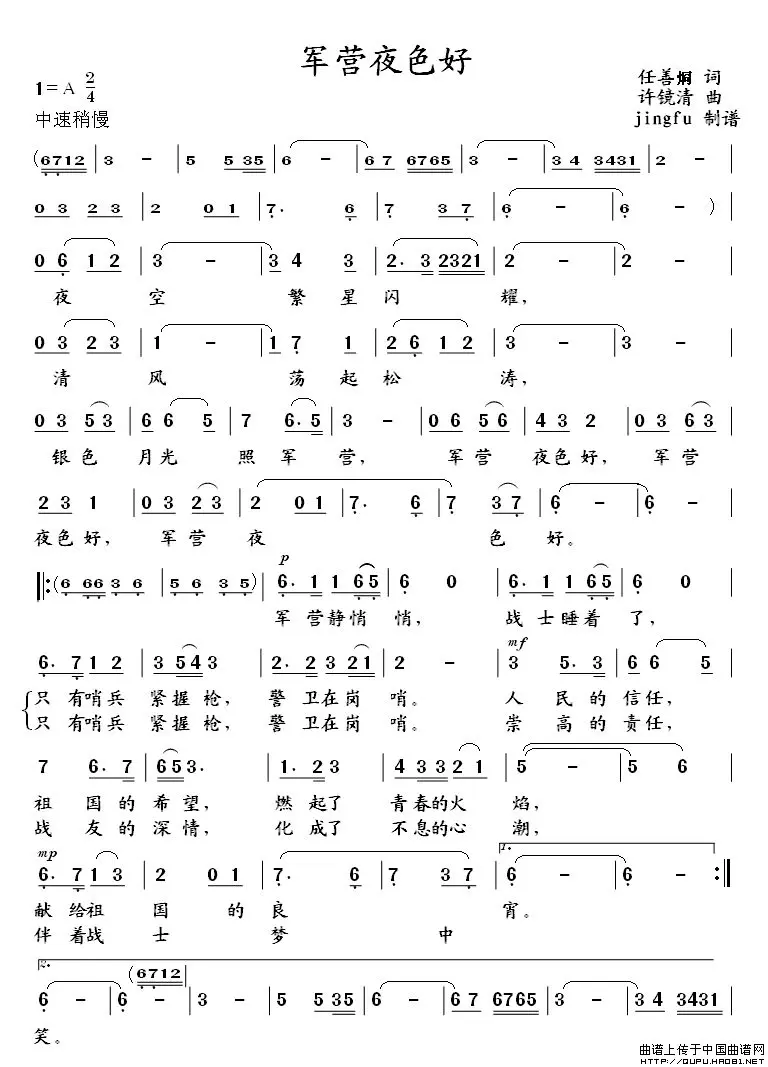 军营夜色好
1=A 2/4
中速稍慢
任善炯 词
许镜清 曲
jingfu 制谱
(6712 | 3 - | 5 5 35 | 6 - | 6 7 6765 | 3 - | 3 4 3431 | 2 - |
0 3 2 3 | 2 0 1 | 7. 6 | 7 3 7 | 6 - | 6 - ) |
0 6 1 2 | 3 - | 3 4 3 | 2. 3 2321 | 2 - | 2 - |
夜 空 繁 星 闪 耀，
0 3 2 3 | 1 - | 1 7 1 | 2 6 1 2 | 3 - | 3 - |
清 风 荡 起 松 涛，
0 3 5 3 | 6 6 5 | 7 6. 5 | 3 - | 0 6 5 6 | 4 3 2 | 0 3 6 3 |
银色 月光 照 军 营， 军营 夜色好， 军营
2 3 1 | 0 3 2 3 | 2 0 1 | 7. 6 | 7 3 7 | 6 - | 6 - |
夜色好， 军 营 夜 色 好。
p
|: (6 66 3 6 | 5 6 3 5) | 6. 1 1 6 5 | 6 0 | 6. 1 1 6 5 | 6 0 |
军 营静悄 悄， 战 士睡着 了，
mf
6. 7 1 2 | 3 5 4 3 | 2. 2 3 21 | 2 - | 3 5. 3 | 6 6 5 |
只 有哨兵 紧握 枪， 警 卫在岗 哨。 人 民 的 信任，
只 有哨兵 紧握 枪， 警 卫在岗 哨。 崇 高 的 责任，
7 6. 7 | 6 5 3. | 1. 2 3 | 4 3 3 2 1 | 5 - | 5 6 |
祖 国 的 希 望， 燃 起了 青春的火 焰，
战 友 的 深 情， 化 成了 不息的心 潮，
mp
1.
6. 7 1 3 | 2 0 1 | 7. 6 | 7 3 7 | 6 - | 6 - :|
献 给祖 国 的 良 宵。
伴 着战 士 梦 中
2.
(6712
6 - | 6 - | 3 - | 5 5 35 | 6 - | 6 7 6765 | 3 - | 3 4 3431 |
笑。
曲谱上传于中国曲谱网
HTTP://QUPU.HAO81.NET